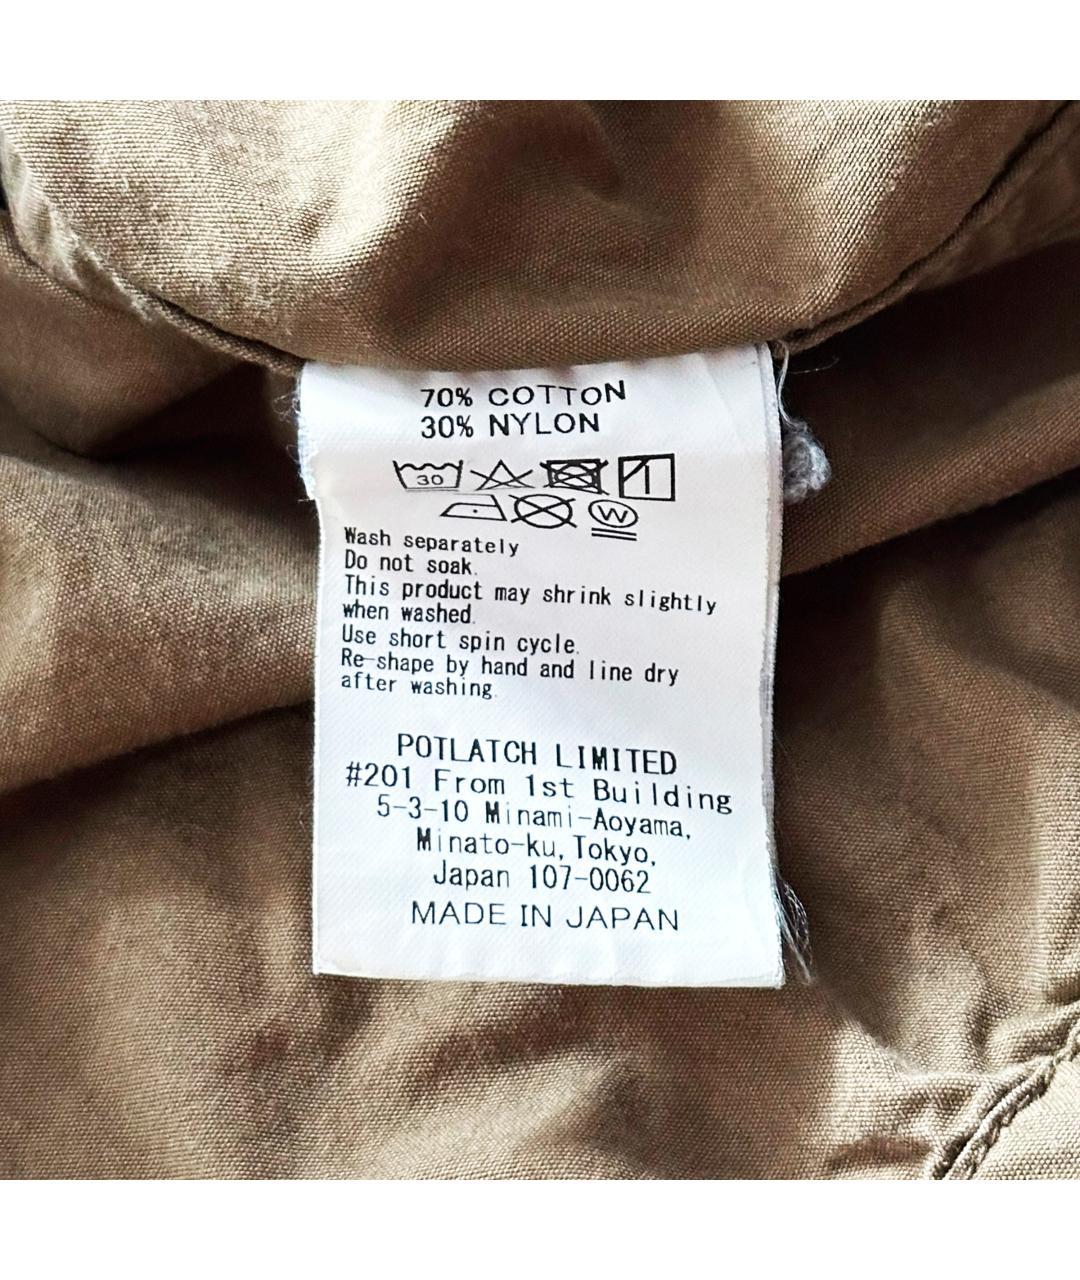 70% COTTON
30% NYLON
30
W
Wash separately
Do not soak.
This product may shrink slightly
when washed.
Use short spin cycle.
Re-shape by hand and line dry
after washing.
POTLATCH LIMITED
#201 From 1st Building
5-3-10 Minami-Aoyama,
Minato-ku, Tokyo,
Japan 107-0062
MADE IN JAPAN